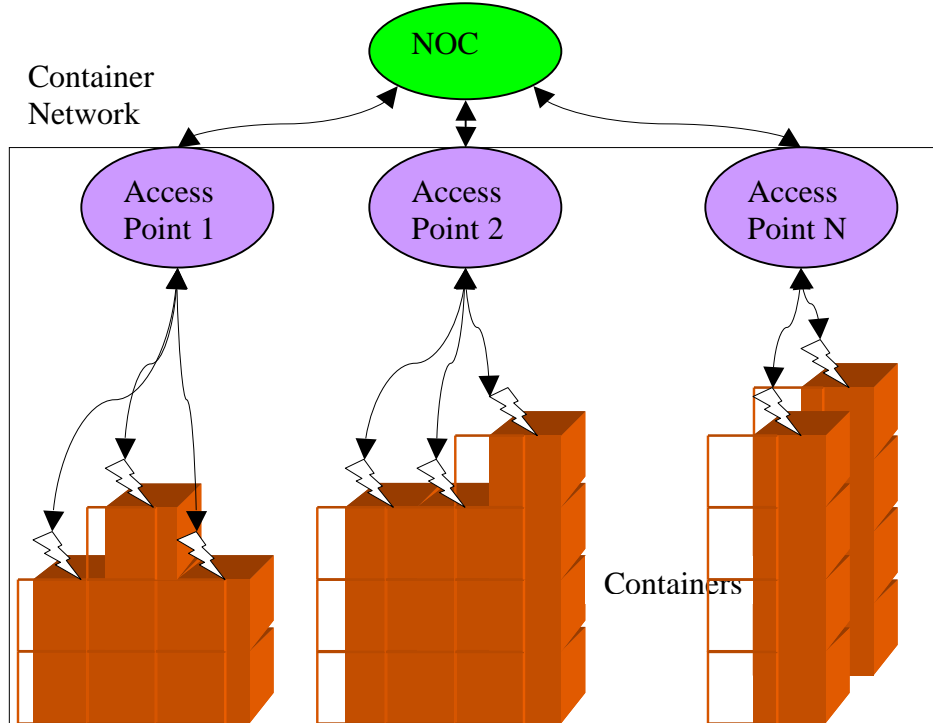 NOC
Container
Network
Access
Point 1
Access
Point 2
Access
Point N
Containers